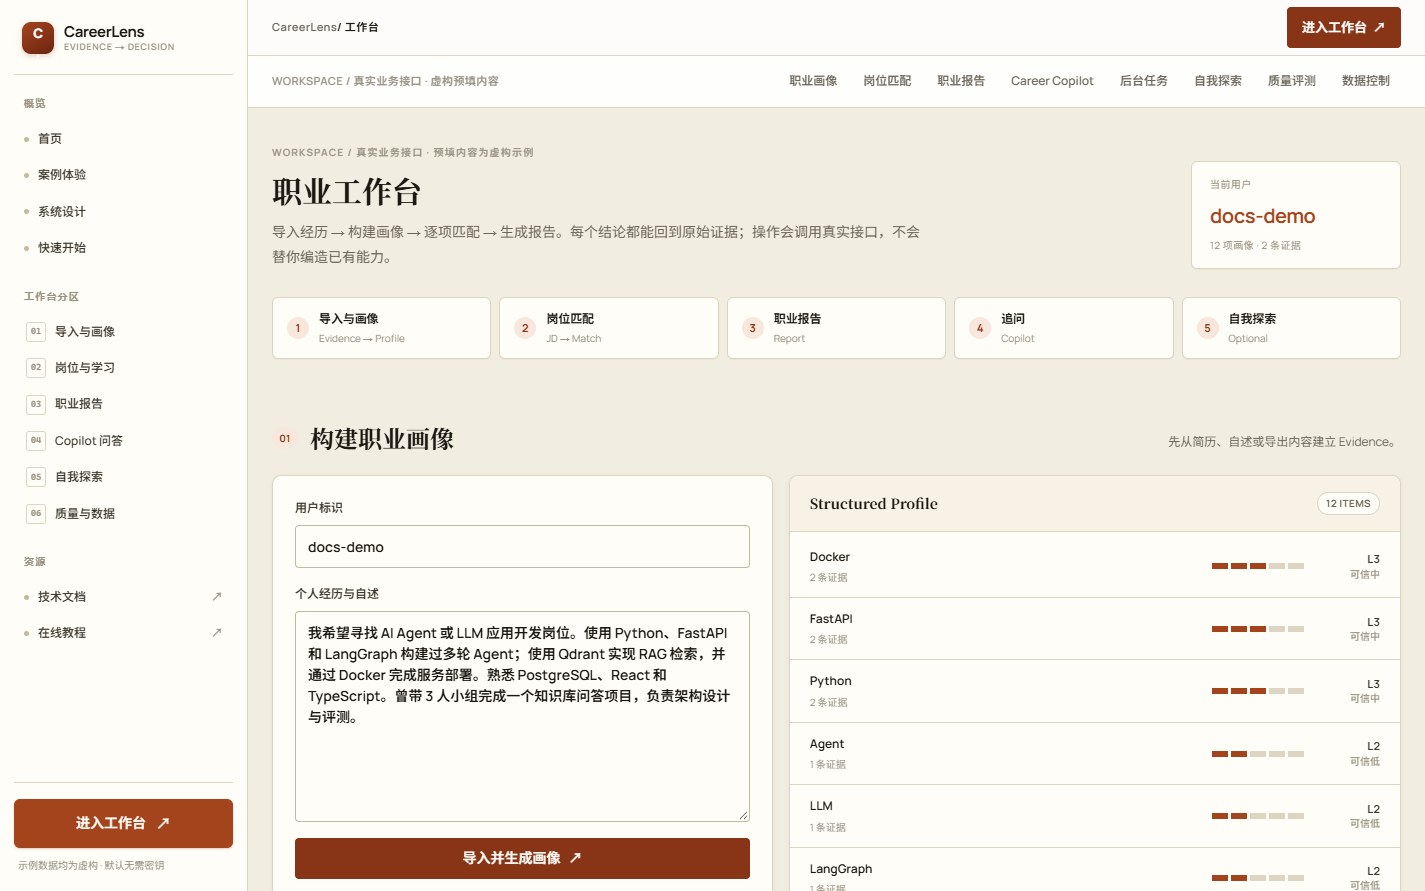 C
CareerLens
EVIDENCE → DECISION
概览
首页
案例体验
系统设计
快速开始
工作台分区
01 导入与画像
02 岗位与学习
03 职业报告
04 Copilot 问答
05 自我探索
06 质量与数据
资源
技术文档 ↗
在线教程 ↗
进入工作台 ↗
示例数据均为虚构 · 默认无需密钥
CareerLens/ 工作台
进入工作台 ↗
WORKSPACE / 真实业务接口 · 虚构预填内容
职业画像 岗位匹配 职业报告 Career Copilot 后台任务 自我探索 质量评测 数据控制
WORKSPACE / 真实业务接口 · 预填内容为虚构示例
职业工作台
导入经历 → 构建画像 → 逐项匹配 → 生成报告。每个结论都能回到原始证据；操作会调用真实接口，不会
替你编造已有能力。
当前用户
docs-demo
12 项画像 · 2 条证据
1 导入与画像
Evidence → Profile
2 岗位匹配
JD → Match
3 职业报告
Report
4 追问
Copilot
5 自我探索
Optional
01 构建职业画像
先从简历、自述或导出内容建立 Evidence。
用户标识
docs-demo
个人经历与自述
我希望寻找 AI Agent 或 LLM 应用开发岗位。使用 Python、FastAPI
和 LangGraph 构建过多轮 Agent；使用 Qdrant 实现 RAG 检索，并
通过 Docker 完成服务部署。熟悉 PostgreSQL、React 和
TypeScript。曾带 3 人小组完成一个知识库问答项目，负责架构设计
与评测。
导入并生成画像 ↗
Structured Profile
12 ITEMS
Docker
2 条证据
L3
可信中
FastAPI
2 条证据
L3
可信中
Python
2 条证据
L3
可信中
Agent
1 条证据
L2
可信低
LLM
1 条证据
L2
可信低
LangGraph
1 条证据
L2
可信低